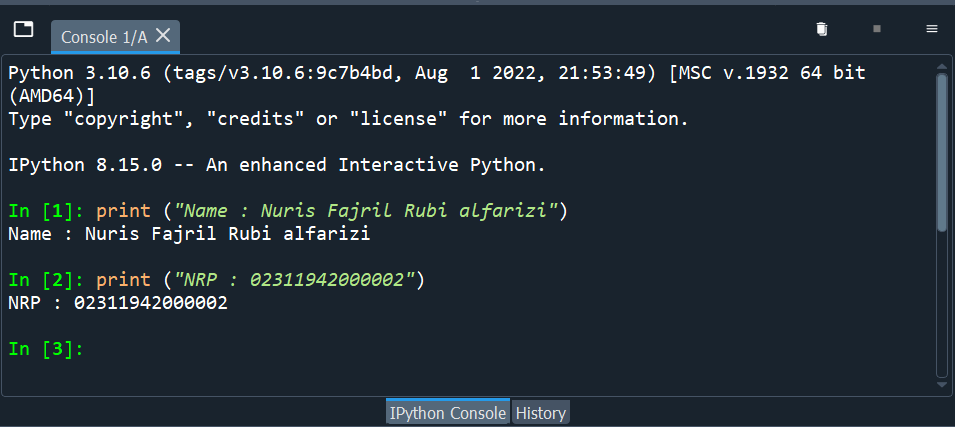 Console 1/A
Python 3.10.6 (tags/v3.10.6:9c7b4bd, Aug  1 2022, 21:53:49) [MSC v.1932 64 bit
(AMD64)]
Type "copyright", "credits" or "license" for more information.
IPython 8.15.0 -- An enhanced Interactive Python.
In [1]: print ("Name : Nuris Fajril Rubi alfarizi")
Name : Nuris Fajril Rubi alfarizi
In [2]: print ("NRP : 02311942000002")
NRP : 02311942000002
In [3]:
IPython Console History